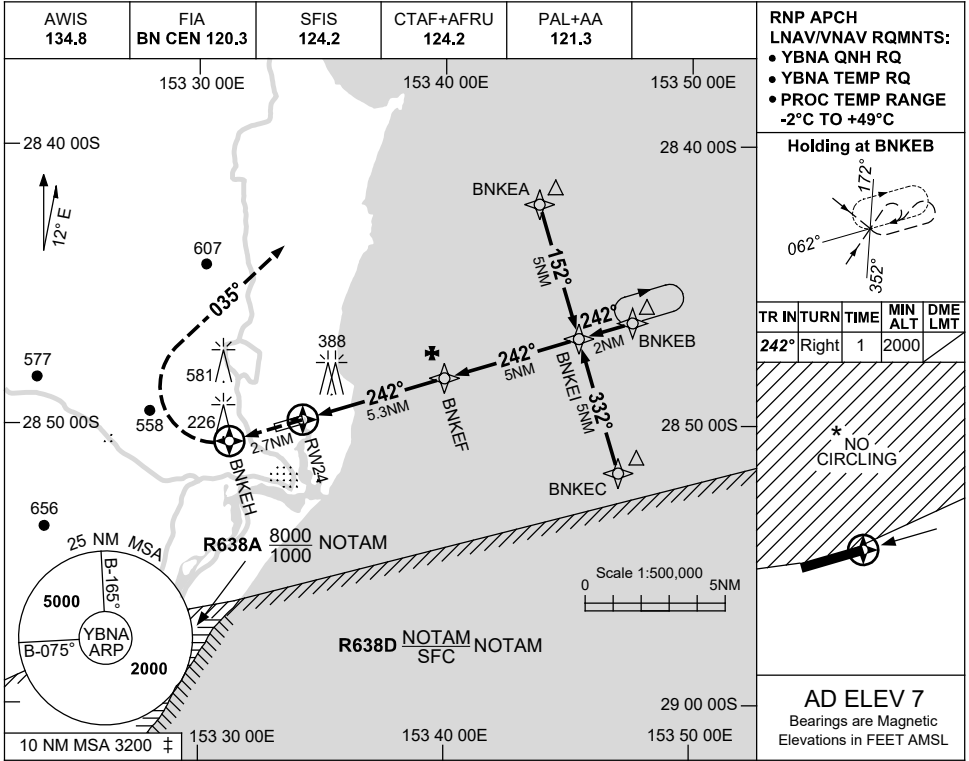 AWIS
134.8
FIA
BN CEN 120.3
SFIS
124.2
CTAF+AFRU
124.2
PAL+AA
121.3
RNP APCH
LNAV/VNAV RQMNTS:
• YBNA QNH RQ
• YBNA TEMP RQ
• PROC TEMP RANGE
-2°C TO +49°C
153 30 00E
153 40 00E
153 50 00E
28 40 00S
28 40 00S
Holding at BNKEB
172°
062°
352°
TR IN
TURN
TIME
MIN ALT
DME LMT
242°
Right
1
2000
* NO
CIRCLING
12° E
BNKEA
152°
5NM
607
035°
242°
2NM
BNKEB
388
577
581
BNKEI
242°
5NM
242°
5.3NM
BNKEF
332°
5NM
558
226
28 50 00S
28 50 00S
2.7NM
RW24
BNKEH
BNKEC
656
R638A 8000
1000 NOTAM
25 NM MSA
B-165°
5000
YBNA
ARP
B-075°
2000
Scale 1:500,000
0
5NM
R638D NOTAM
SFC NOTAM
29 00 00S
10 NM MSA 3200 ‡
153 30 00E
153 40 00E
153 50 00E
AD ELEV 7
Bearings are Magnetic
Elevations in FEET AMSL